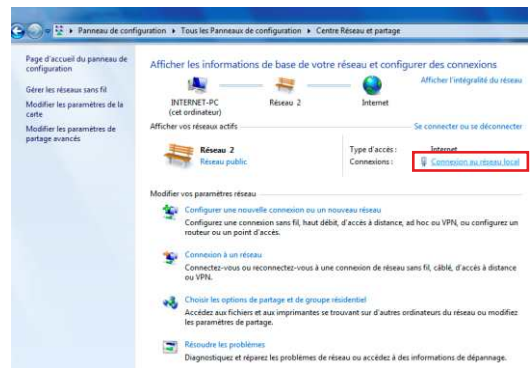 Panneau de configuration ▸ Tous les Panneaux de configuration ▸ Centre Réseau et partage
Page d'accueil du panneau de
configuration
Gérer les réseaux sans fil
Modifier les paramètres de la
carte
Modifier les paramètres de
partage avancés
Afficher les informations de base de votre réseau et configurer des connexions
Afficher l'intégralité du réseau
INTERNET-PC
(cet ordinateur)
Réseau 2
Internet
Afficher vos réseaux actifs
Se connecter ou se déconnecter
Réseau 2
Réseau public
Type d'accès : Internet
Connexions : Connexion au réseau local
Modifier vos paramètres réseau
Configurer une nouvelle connexion ou un nouveau réseau
Configurez une connexion sans fil, haut débit, d'accès à distance, ad hoc ou VPN, ou configurez un
routeur ou un point d'accès.
Connexion à un réseau
Connectez-vous ou reconnectez-vous à une connexion de réseau sans fil, câblé, d'accès à distance
ou VPN.
Choisir les options de partage et de groupe résidentiel
Accédez aux fichiers et aux imprimantes se trouvant sur d'autres ordinateurs du réseau ou modifiez
les paramètres de partage.
Résoudre les problèmes
Diagnostiquez et réparez les problèmes de réseau ou accédez à des informations de dépannage.